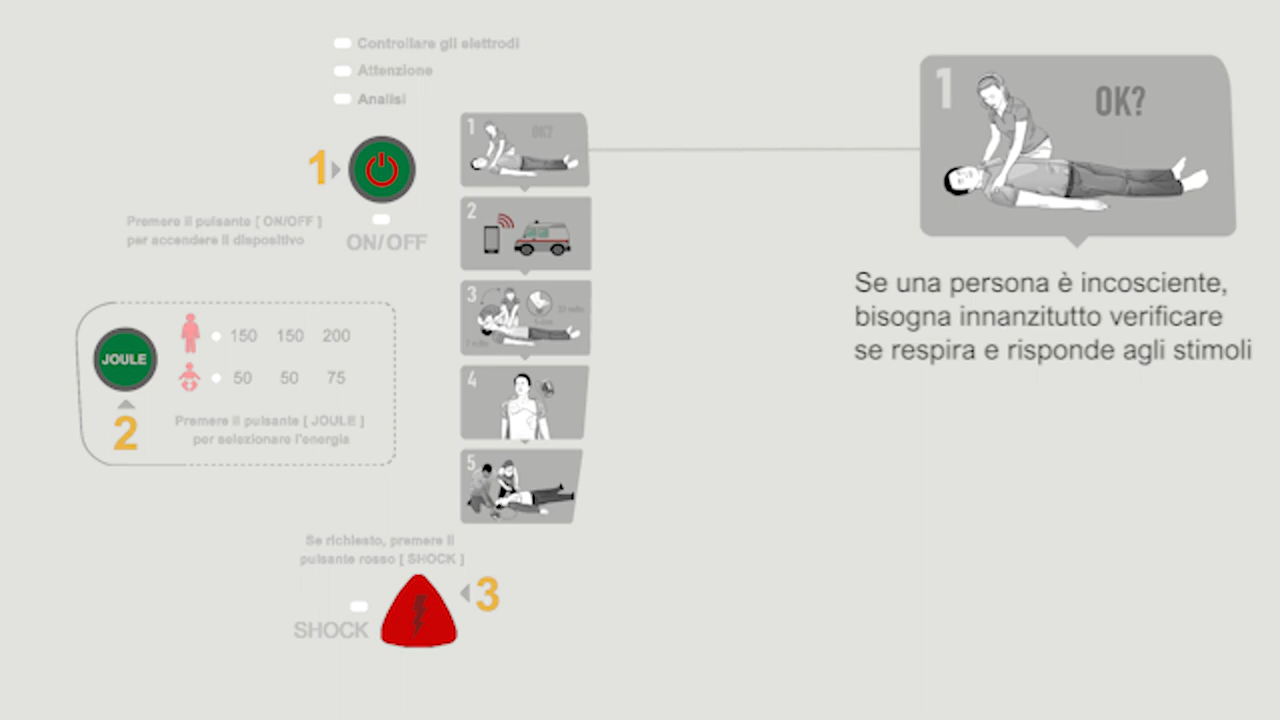 Controllare gli elettrodi
Attenzione
Analisi
1
Premere il pulsante [ ON/OFF ]
per accendere il dispositivo
ON/OFF
JOULE
150 150 200
50 50 75
2
Premere il pulsante [ JOULE ]
per selezionare l'energia
Se richiesto, premere il
pulsante rosso [ SHOCK ]
3
SHOCK
1
OK?
2
3
4
5
1
OK?
Se una persona è incosciente,
bisogna innanzitutto verificare
se respira e risponde agli stimoli